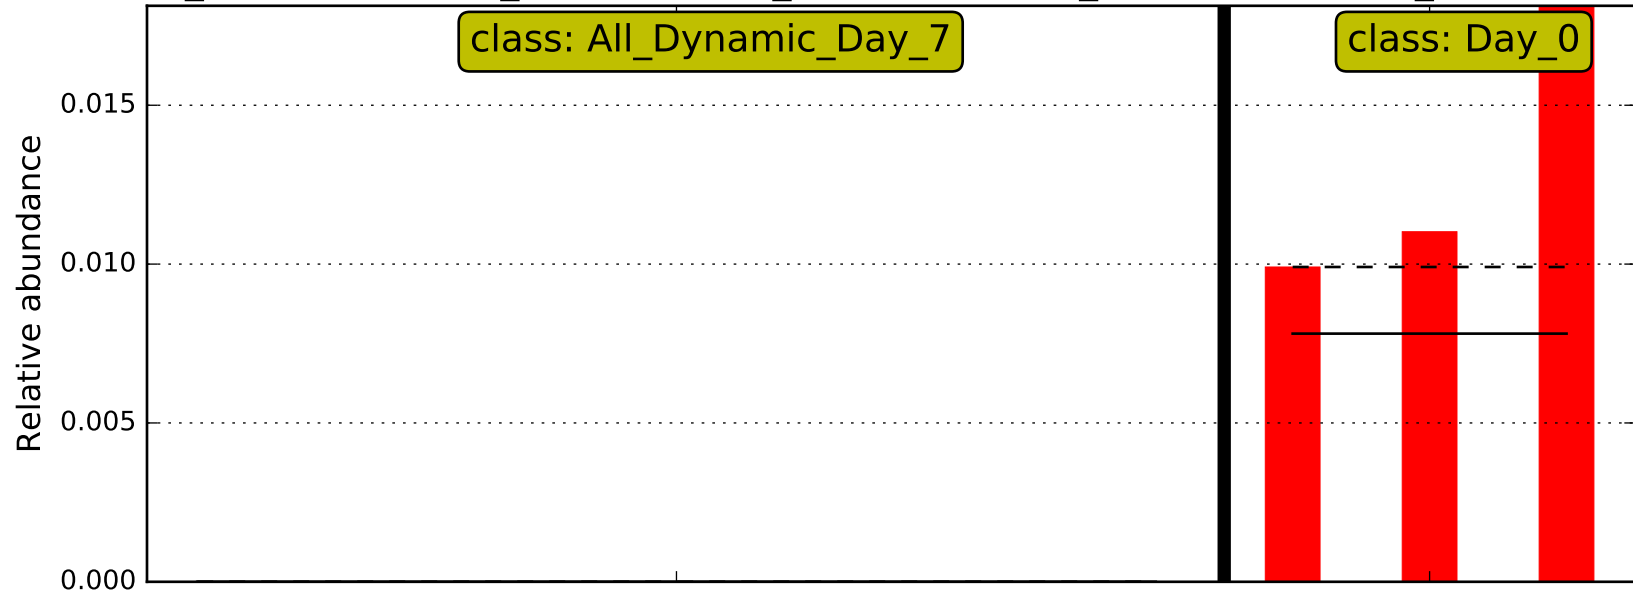 class: All_Dynamic_Day_7
class: Day_0
0.015
0.010
0.005
0.000
Relative abundance